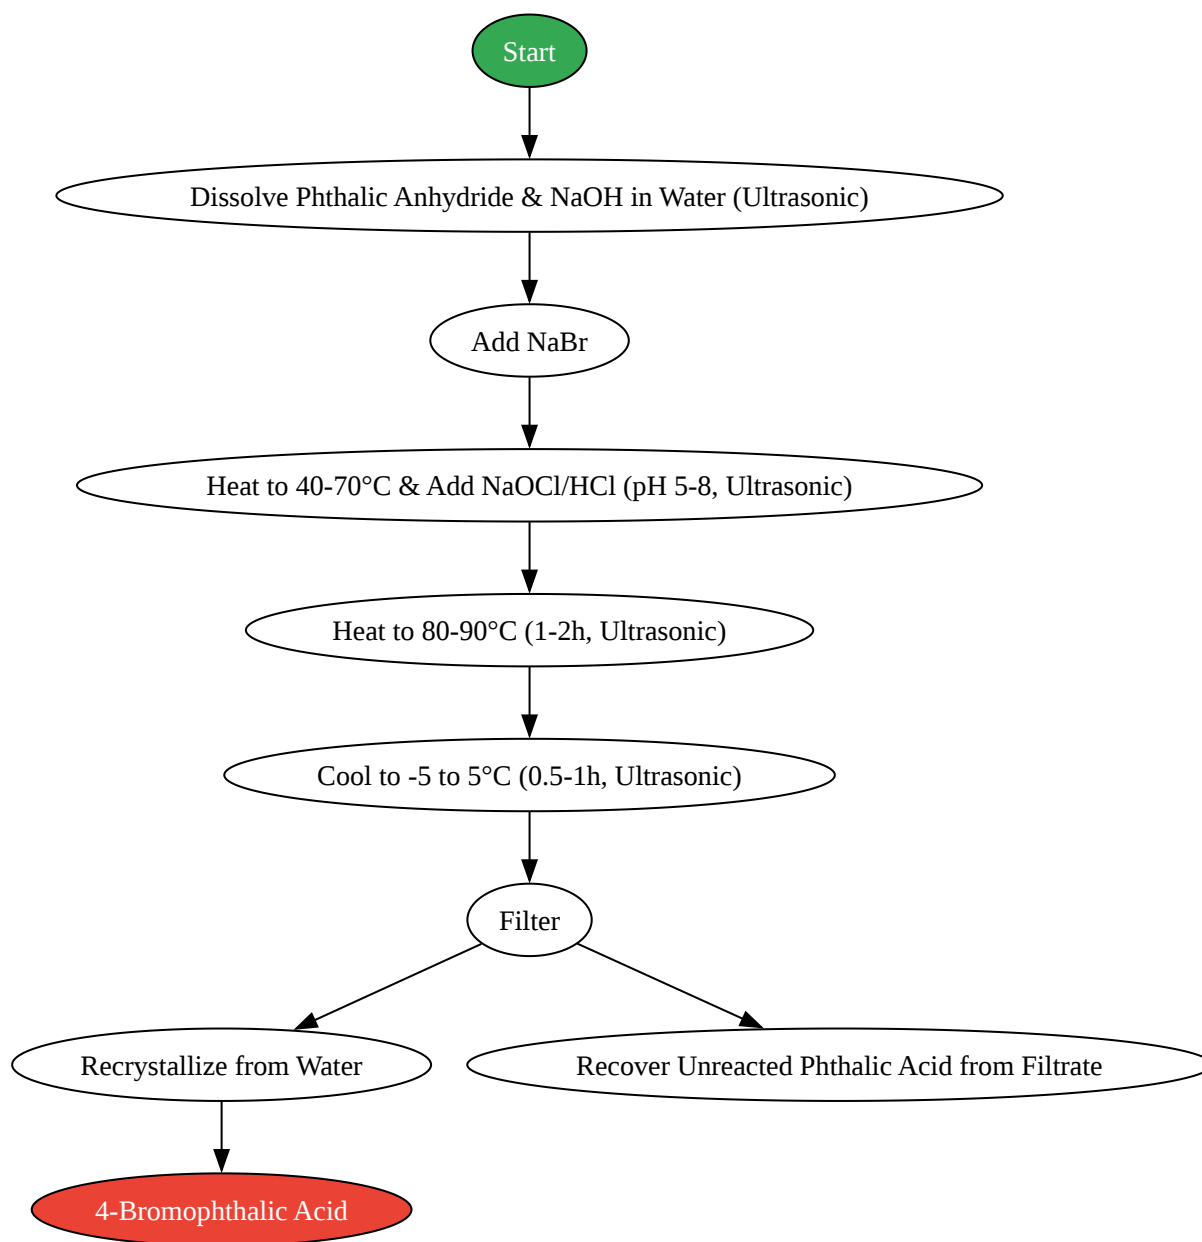 Start
Dissolve Phthalic Anhydride & NaOH in Water (Ultrasonic)
Add NaBr
Heat to 40-70°C & Add NaOCl/HCl (pH 5-8, Ultrasonic)
Heat to 80-90°C (1-2h, Ultrasonic)
Cool to -5 to 5°C (0.5-1h, Ultrasonic)
Filter
Recrystallize from Water
Recover Unreacted Phthalic Acid from Filtrate
4-Bromophthalic Acid